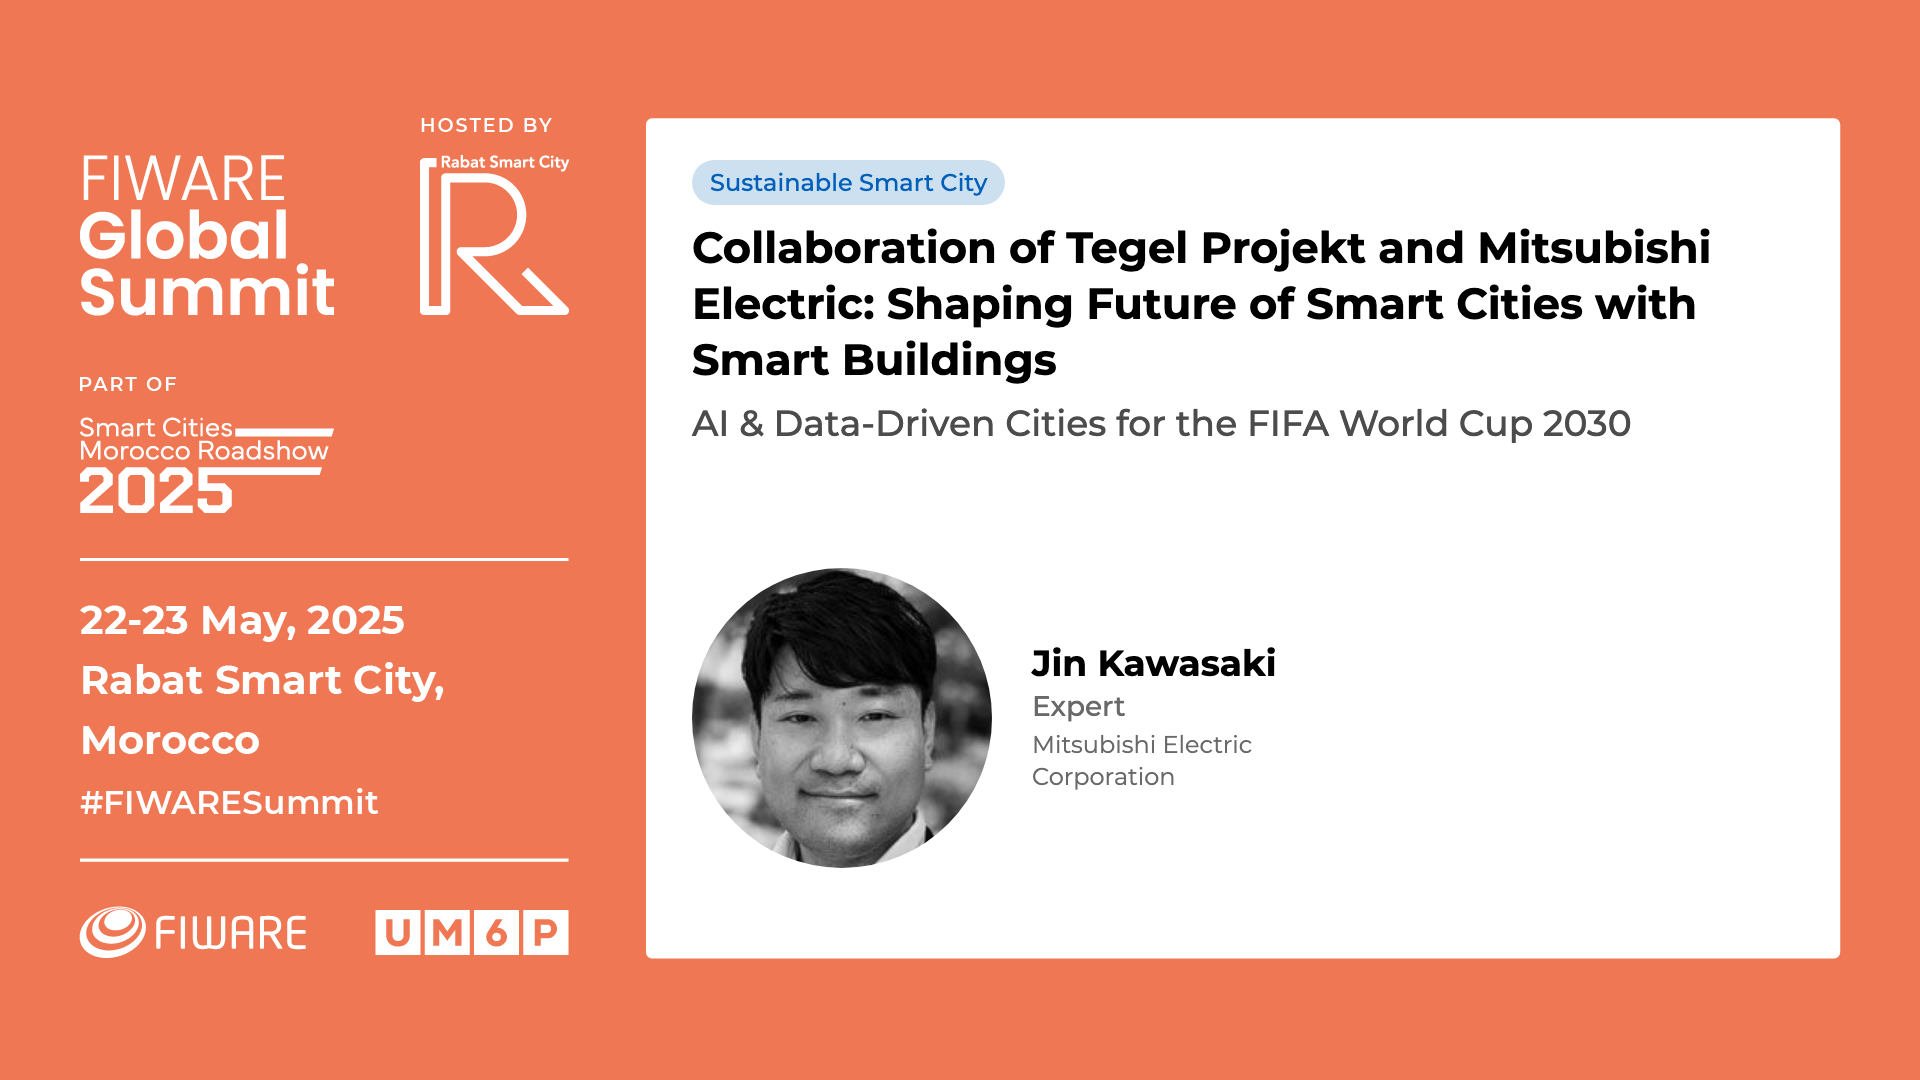 FIWARE
Global
Summit
HOSTED BY
Rabat Smart City
R
PART OF
Smart Cities
Morocco Roadshow
2025
22-23 May, 2025
Rabat Smart City,
Morocco
#FIWARESummit
FIWARE
UM6P
Sustainable Smart City
Collaboration of Tegel Projekt and Mitsubishi
Electric: Shaping Future of Smart Cities with
Smart Buildings
AI & Data-Driven Cities for the FIFA World Cup 2030
Jin Kawasaki
Expert
Mitsubishi Electric
Corporation